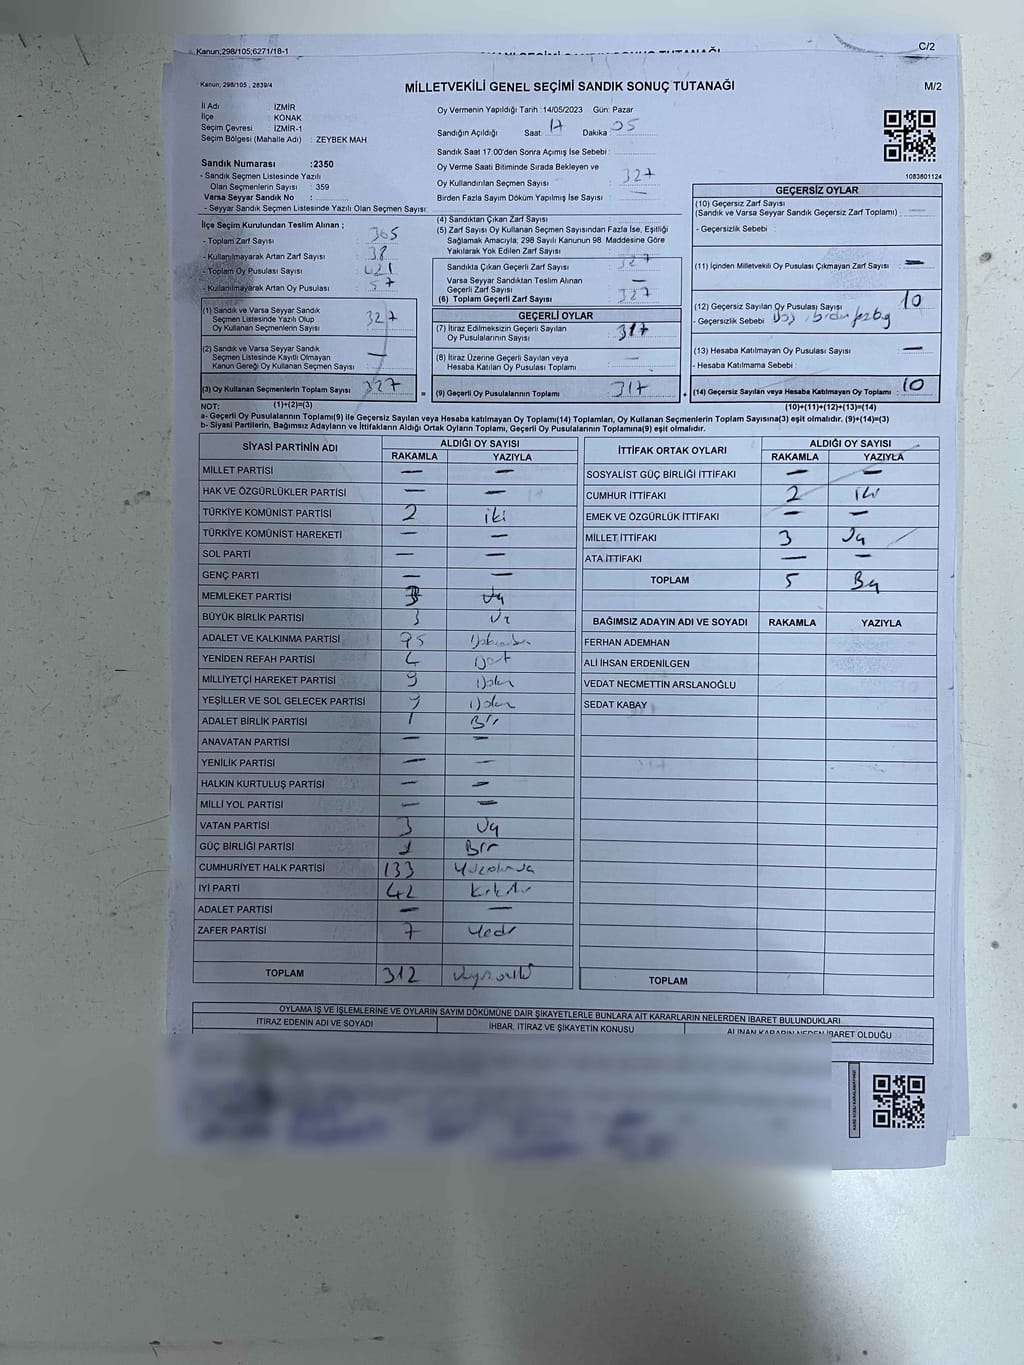 Kanun;298/105;6271/18-1
C/2
Kanun; 298/105 , 2839/4
MİLLETVEKİLİ GENEL SEÇİMİ SANDIK SONUÇ TUTANAĞI
M/2
İl Adı : İZMİR
İlçe : KONAK
Seçim Çevresi : İZMİR-1
Seçim Bölgesi (Mahalle Adı) : ZEYBEK MAH
Sandık Numarası :2350
- Sandık Seçmen Listesinde Yazılı
Olan Seçmenlerin Sayısı : 359
Varsa Seyyar Sandık No :
- Seyyar Sandık Seçmen Listesinde Yazılı Olan Seçmen Sayısı:
Oy Vermenin Yapıldığı Tarih : 14/05/2023 Gün: Pazar
Sandığın Açıldığı Saat: 17 Dakika : 05
Sandık Saat 17:00'den Sonra Açımış İse Sebebi :
Oy Verme Saati Bitiminde Sırada Bekleyen ve
Oy Kullandırılan Seçmen Sayısı : 327
Birden Fazla Sayım Döküm Yapılmış İse Sayısı : —
1083801124
İlçe Seçim Kurulundan Teslim Alınan ;
- Toplam Zarf Sayısı : 365
- Kullanılmayarak Artan Zarf Sayısı : 38
- Toplam Oy Pusulası Sayısı : 421
- Kullanılmayarak Artan Oy Pusulası : 57
(1) Sandık ve Varsa Seyyar Sandık
Seçmen Listesinde Yazılı Olup
Oy Kullanan Seçmenlerin Sayısı 327
(2) Sandık ve Varsa Seyyar Sandık
Seçmen Listesinde Kayıtlı Olmayan
Kanun Gereği Oy Kullanan Seçmen Sayısı —
(3) Oy Kullanan Seçmenlerin Toplam Sayısı 327
(1)+(2)=(3)
(4) Sandıktan Çıkan Zarf Sayısı :
(5) Zarf Sayısı Oy Kullanan Seçmen Sayısından Fazla İse, Eşitliği
Sağlamak Amacıyla, 298 Sayılı Kanunun 98. Maddesine Göre
Yakılarak Yok Edilen Zarf Sayısı :
Sandıkta Çıkan Geçerli Zarf Sayısı 327
Varsa Seyyar Sandıktan Teslim Alınan
Geçerli Zarf Sayısı —
(6) Toplam Geçerli Zarf Sayısı 327
GEÇERLİ OYLAR
(7) İtiraz Edilmeksizin Geçerli Sayılan
Oy Pusulasının Sayısı 317
(8) İtiraz Üzerine Geçerli Sayılan veya
Hesaba Katılan Oy Pusulası Toplamı —
= (9) Geçerli Oy Pusulalarının Toplamı 317
GEÇERSİZ OYLAR
(10) Geçersiz Zarf Sayısı
(Sandık ve Varsa Seyyar Sandık Geçersiz Zarf Toplamı) :
- Geçersizlik Sebebi :
(11) İçinden Milletvekili Oy Pusulası Çıkmayan Zarf Sayısı : —
(12) Geçersiz Sayılan Oy Pusulası Sayısı : 10
- Geçersizlik Sebebi
(13) Hesaba Katılmayan Oy Pusulası Sayısı : —
- Hesaba Katılmama Sebebi :
+ (14) Geçersiz Sayılan veya Hesaba Katılmayan Oy Toplamı : 10
(10)+(11)+(12)+(13)=(14)
NOT:
a- Geçerli Oy Pusulalarının Toplamı(9) ile Geçersiz Sayılan veya Hesaba katılmayan Oy Toplamı(14) Toplamları, Oy Kullanan Seçmenlerin Toplam Sayısına(3) eşit olmalıdır. (9)+(14)=(3)
b- Siyasi Partilerin, Bağımsız Adayların ve İttifakların Aldığı Ortak Oyların Toplamı, Geçerli Oy Pusulalarının Toplamına(9) eşit olmalıdır.
SİYASİ PARTİNİN ADI ALDIĞI OY SAYISI
RAKAMLA YAZIYLA
MİLLET PARTİSİ — —
HAK VE ÖZGÜRLÜKLER PARTİSİ — —
TÜRKİYE KOMÜNİST PARTİSİ 2 iki
TÜRKİYE KOMÜNİST HAREKETİ — —
SOL PARTİ — —
GENÇ PARTİ — —
MEMLEKET PARTİSİ 3 Üç
BÜYÜK BİRLİK PARTİSİ 3 Üç
ADALET VE KALKINMA PARTİSİ 95 Doksanbeş
YENİDEN REFAH PARTİSİ 4 Dört
MİLLİYETÇİ HAREKET PARTİSİ 9 Dokuz
YEŞİLLER VE SOL GELECEK PARTİSİ 9 Dokuz
ADALET BİRLİK PARTİSİ 1 Bir
ANAVATAN PARTİSİ — —
YENİLİK PARTİSİ — —
HALKIN KURTULUŞ PARTİSİ — —
MİLLİ YOL PARTİSİ — —
VATAN PARTİSİ 3 Üç
GÜÇ BİRLİĞİ PARTİSİ 1 Bir
CUMHURİYET HALK PARTİSİ 133 Yüzotuzüç
İYİ PARTİ 42 Kırkiki
ADALET PARTİSİ — —
ZAFER PARTİSİ 7 Yedi
TOPLAM 312 Üçyüzoniki
İTTİFAK ORTAK OYLARI ALDIĞI OY SAYISI
RAKAMLA YAZIYLA
SOSYALİST GÜÇ BİRLİĞİ İTTİFAKI — —
CUMHUR İTTİFAKI 2 iki
EMEK VE ÖZGÜRLÜK İTTİFAKI — —
MİLLET İTTİFAKI 3 Üç
ATA İTTİFAKI — —
TOPLAM 5 Beş
BAĞIMSIZ ADAYIN ADI VE SOYADI RAKAMLA YAZIYLA
FERHAN ADEMHAN
ALİ İHSAN ERDENİLGEN
VEDAT NECMETTİN ARSLANOĞLU
SEDAT KABAY
TOPLAM
OYLAMA İŞ VE İŞLEMLERİNE VE OYLARIN SAYIM DÖKÜMÜNE DAİR ŞİKAYETLERLE BUNLARA AİT KARARLARIN NELERDEN İBARET BULUNDUKLARI
İTİRAZ EDENİN ADI VE SOYADI
İHBAR, İTİRAZ VE ŞİKAYETİN KONUSU
ALINAN KARARIN NEDEN İBARET OLDUĞU